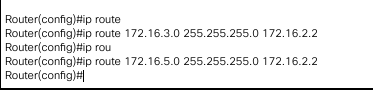 Router(config)#ip route
Router(config)#ip route 172.16.3.0 255.255.255.0 172.16.2.2
Router(config)#ip rou
Router(config)#ip route 172.16.5.0 255.255.255.0 172.16.2.2
Router(config)#